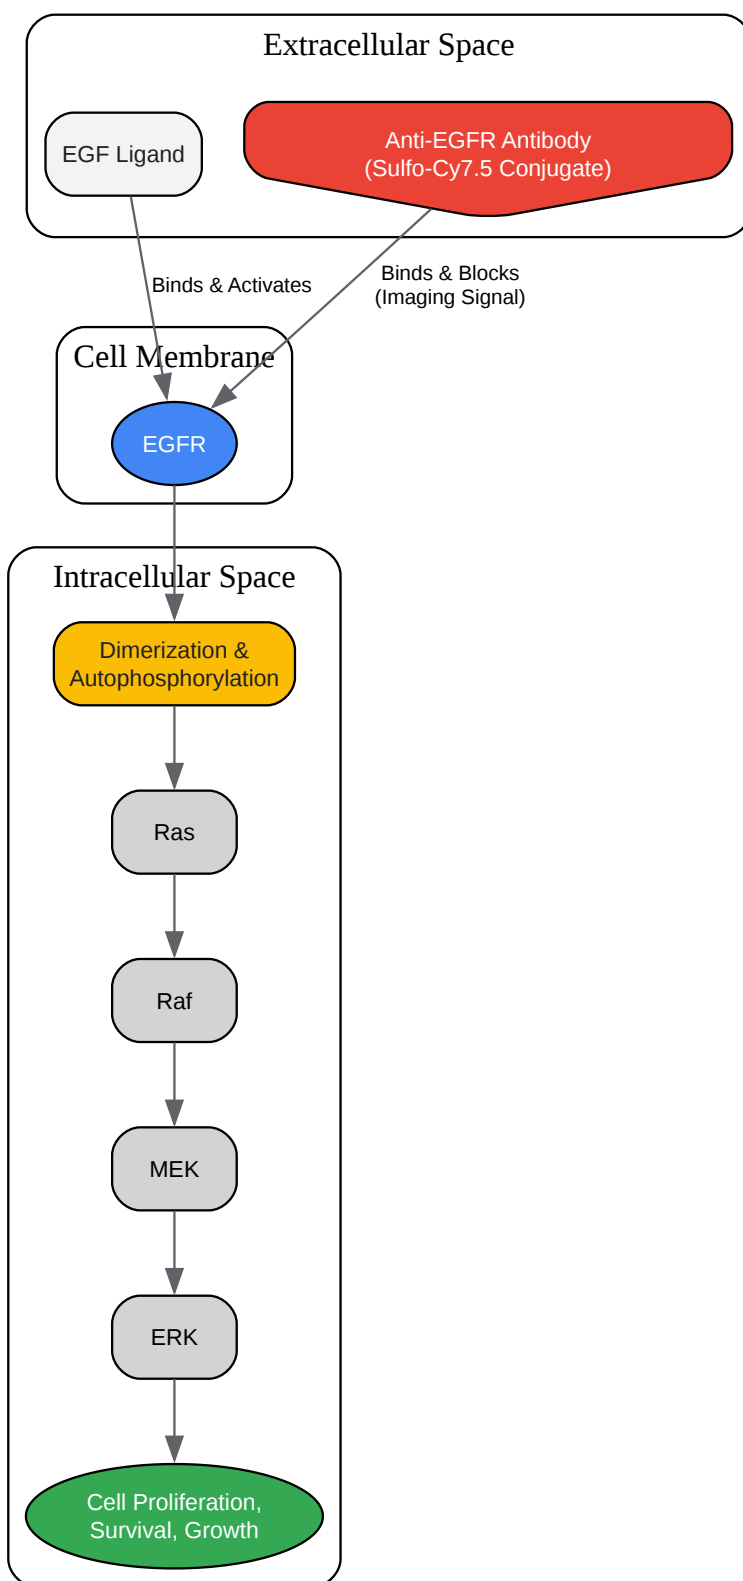 Extracellular Space
EGF Ligand
Anti-EGFR Antibody
(Sulfo-Cy7.5 Conjugate)
Binds & Activates
Binds & Blocks
(Imaging Signal)
Cell Membrane
EGFR
Intracellular Space
Dimerization &
Autophosphorylation
Ras
Raf
MEK
ERK
Cell Proliferation,
Survival, Growth